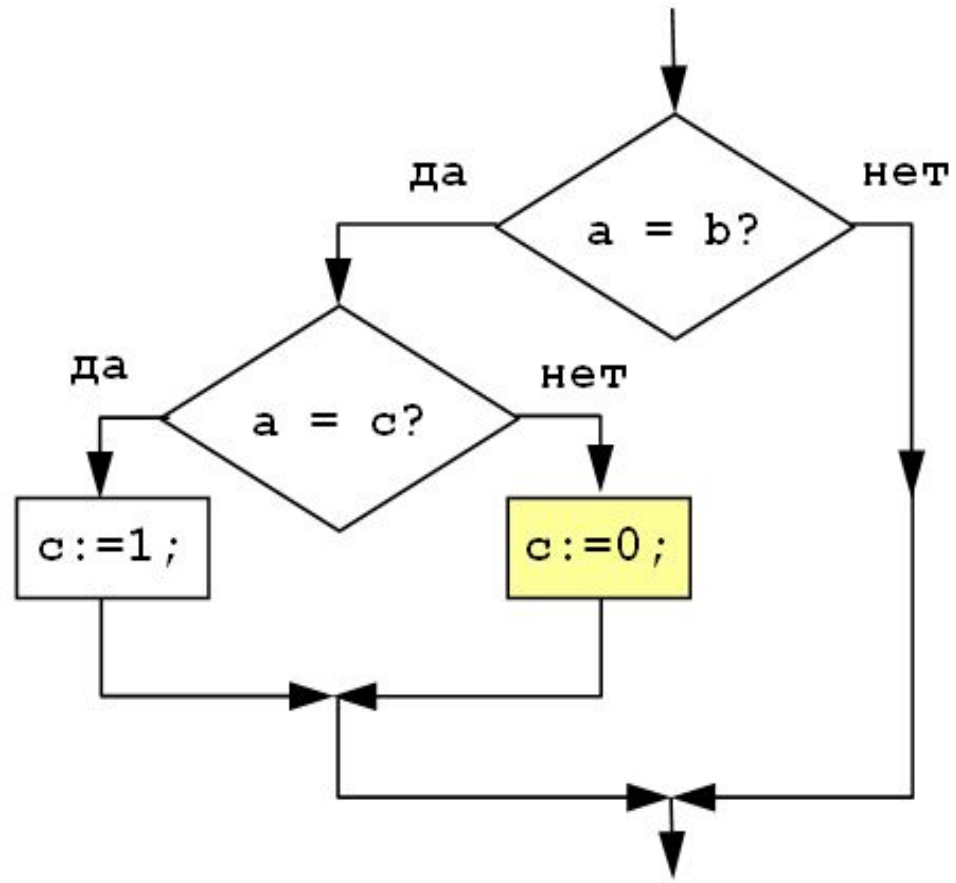 да
нет
a = b?
да
нет
a = c?
c:=1;
c:=0;